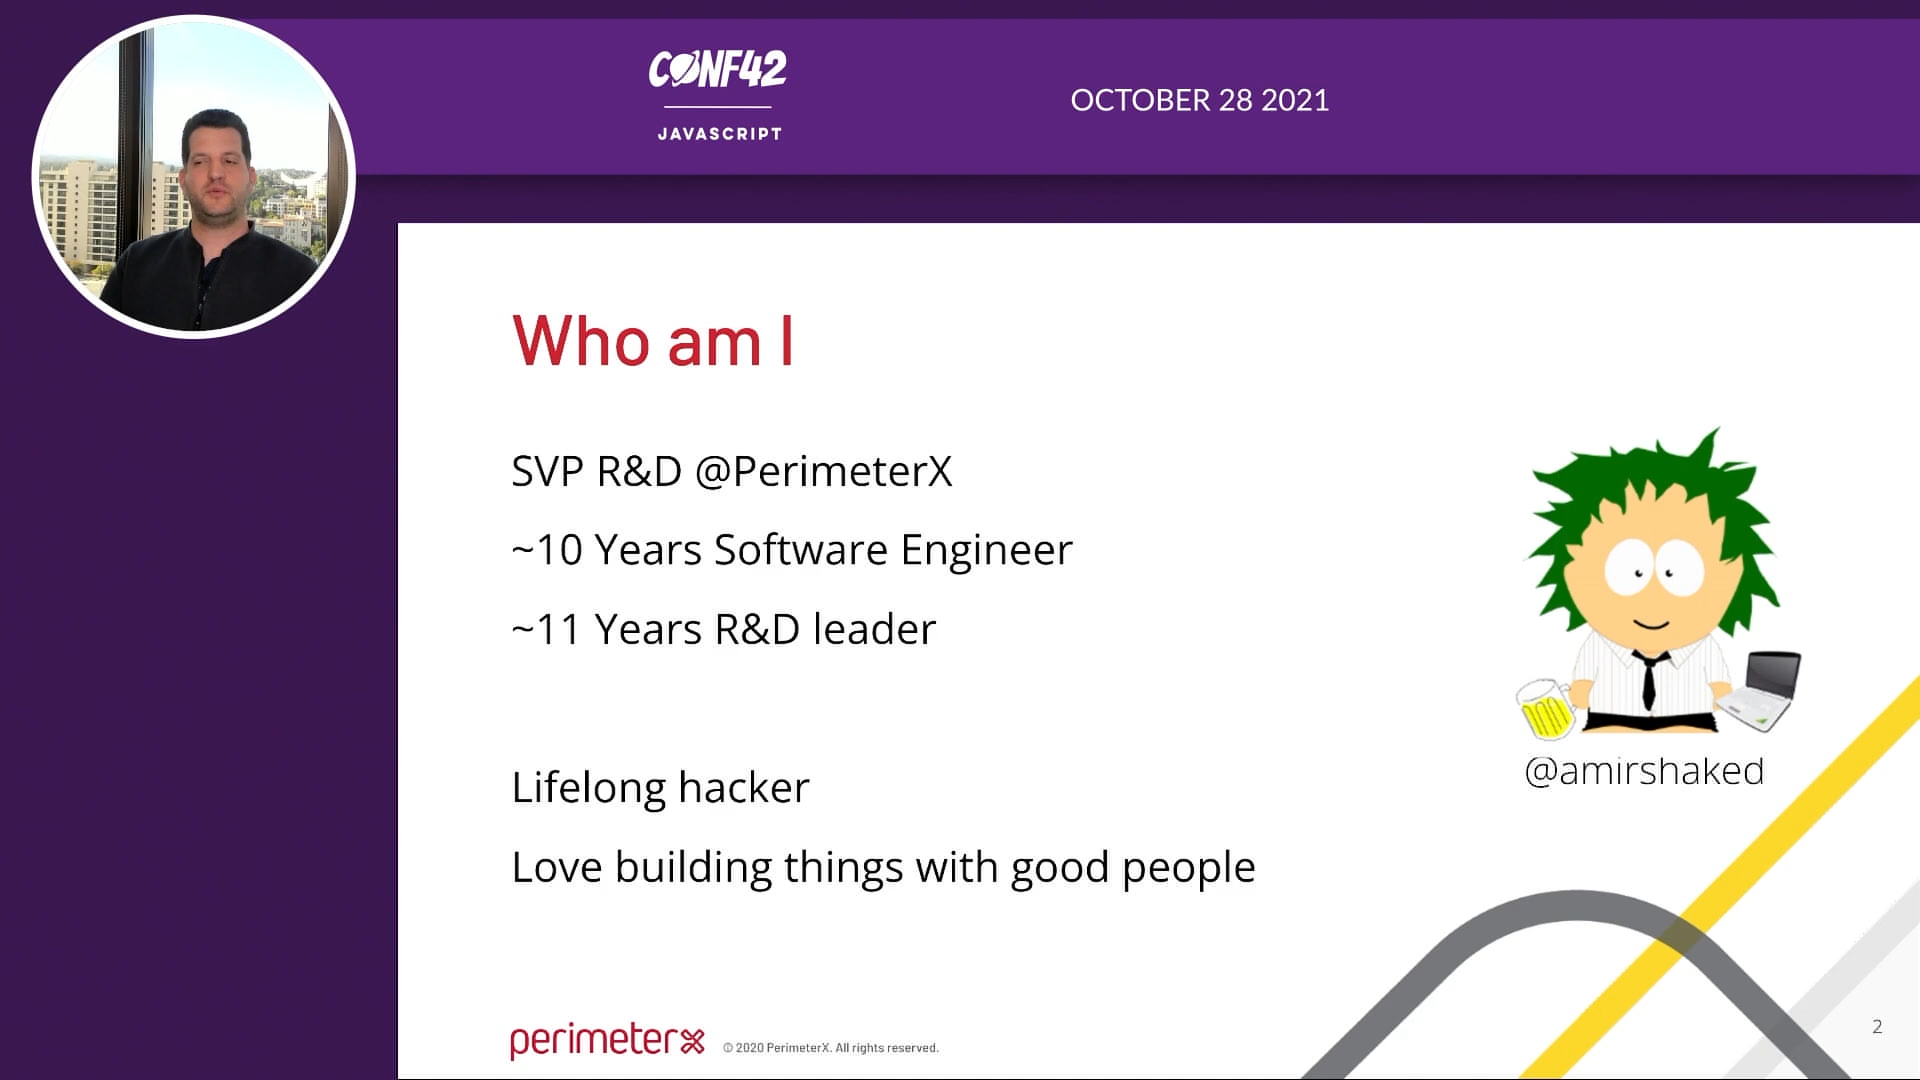 CONF42
JAVASCRIPT
OCTOBER 28 2021
Who am I
SVP R&D @PerimeterX
~10 Years Software Engineer
~11 Years R&D leader
Lifelong hacker
Love building things with good people
@amirshaked
perimeterx
© 2020 PerimeterX. All rights reserved.
2